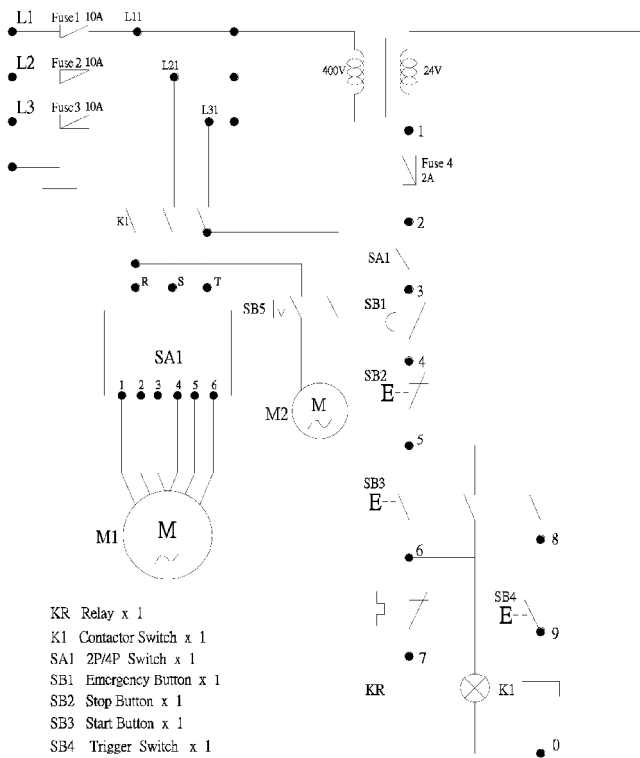 L1 Fuse1 10A L11
L2 Fuse 2 10A L21
L3 Fuse3 10A L31
400V 24V
1
Fuse 4
2A
2
K1
SA1
R S T
3
SB5 SB1
SA1
4
1 2 3 4 5 6
SB2
E
M2 M
5
SB3
E
M1 M
8
6
SB4
E
9
7
KR K1
0
KR Relay x 1
K1 Contactor Switch x 1
SA1 2P/4P Switch x 1
SB1 Emergency Button x 1
SB2 Stop Button x 1
SB3 Start Button x 1
SB4 Trigger Switch x 1